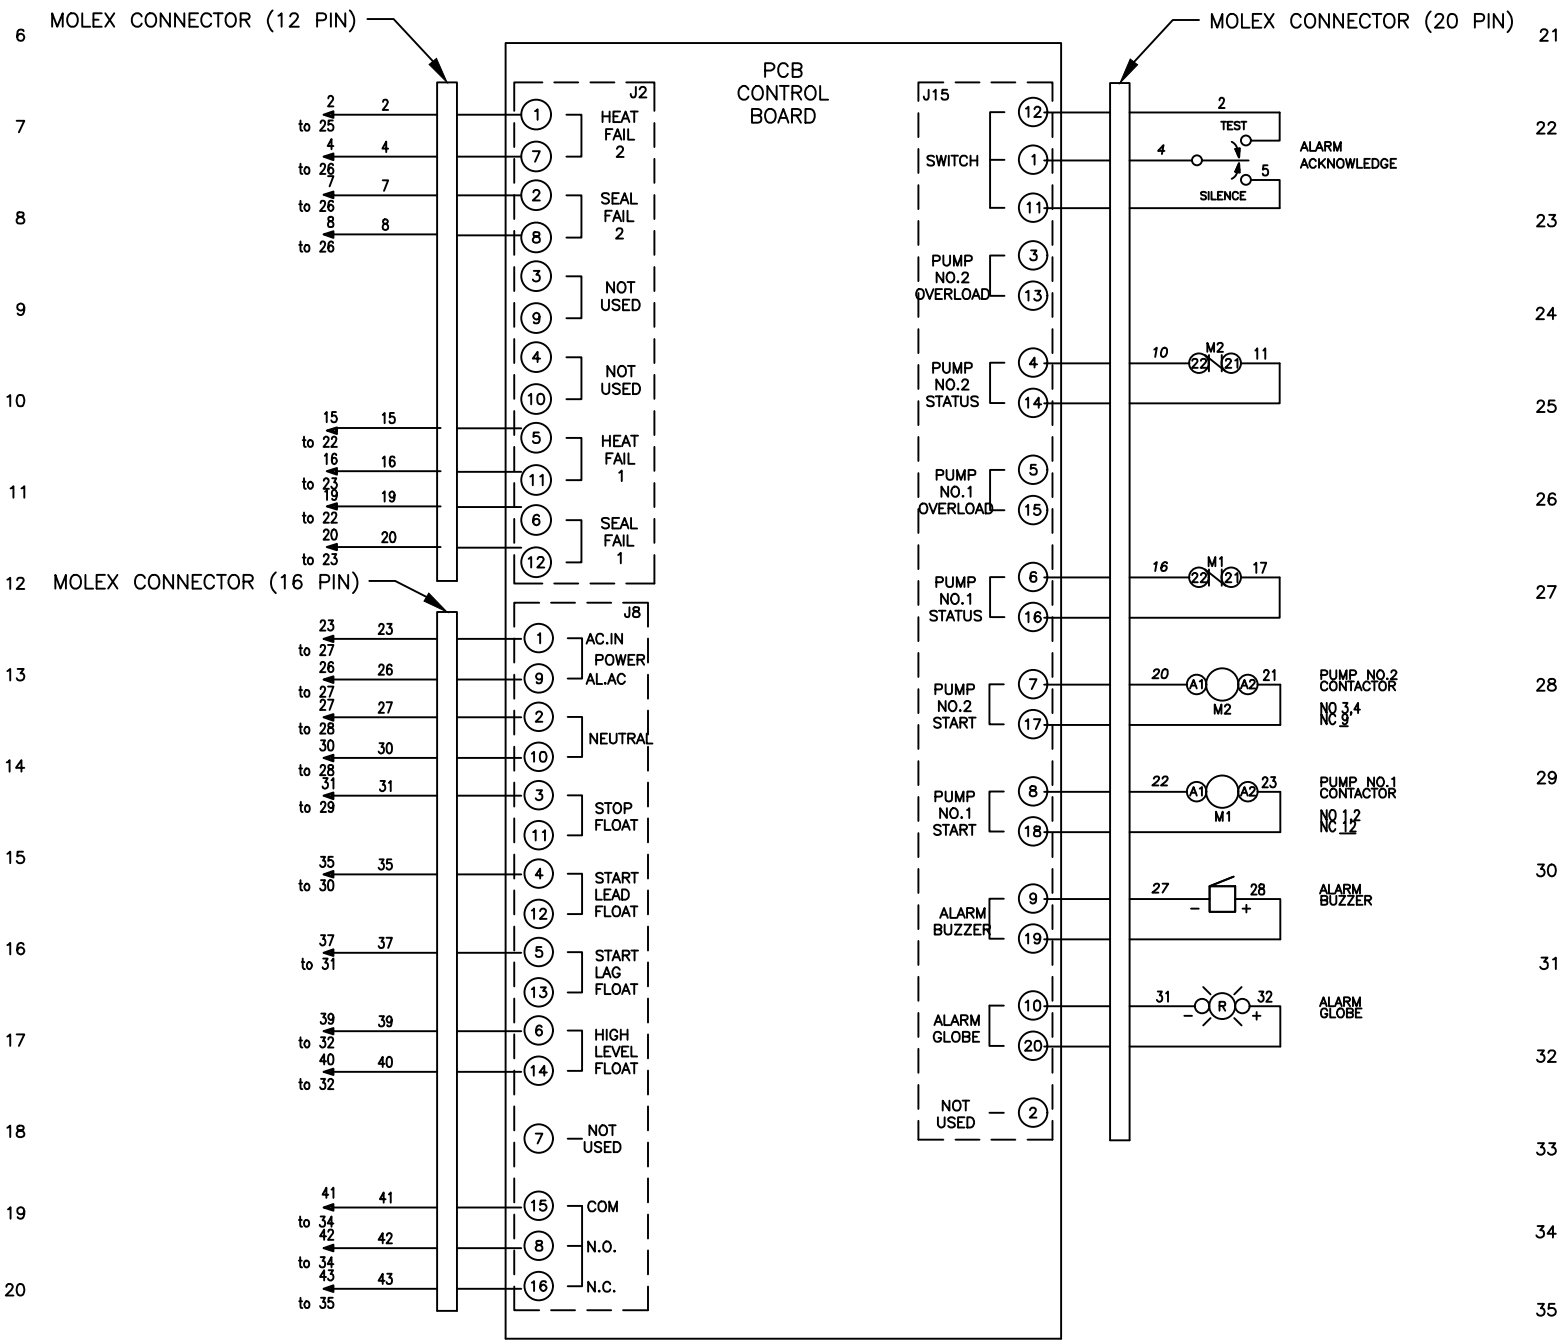 MOLEX CONNECTOR (12 PIN)
MOLEX CONNECTOR (20 PIN)
6
7
8
9
10
11
12
13
14
15
16
17
18
19
20
PCB
CONTROL
BOARD
2
2
to 25
4
4
to 26
7
7
to 26
8
8
to 26
15
15
to 22
16
16
to 23
19
19
to 22
20
20
to 23
J2
1
7
HEAT
FAIL
2
2
8
SEAL
FAIL
2
3
9
NOT
USED
4
10
NOT
USED
5
11
HEAT
FAIL
1
6
12
SEAL
FAIL
1
MOLEX CONNECTOR (16 PIN)
23
23
to 27
26
26
to 27
27
27
to 28
30
30
to 28
31
31
to 29
35
35
to 30
37
37
to 31
39
39
to 32
40
40
to 32
41
41
to 34
42
42
to 34
43
43
to 35
J8
1
AC.IN
POWER
9
AL.AC
2
10
NEUTRAL
3
11
STOP
FLOAT
4
12
START
LEAD
FLOAT
5
13
START
LAG
FLOAT
6
14
HIGH
LEVEL
FLOAT
7
NOT
USED
15
COM
8
N.O.
16
N.C.
J15
SWITCH
12
1
11
2
TEST
4
5
SILENCE
ALARM
ACKNOWLEDGE
PUMP
NO.2
OVERLOAD
3
13
PUMP
NO.2
STATUS
4
14
10
M2
22
21
11
PUMP
NO.1
OVERLOAD
5
15
PUMP
NO.1
STATUS
6
16
16
M1
22
21
17
PUMP
NO.2
START
7
17
20
A1
A2
21
M2
PUMP NO.2
CONTACTOR
NO 3,4
NC 9
PUMP
NO.1
START
8
18
22
A1
A2
23
M1
PUMP NO.1
CONTACTOR
NO 1,2
NC 12
ALARM
BUZZER
9
19
27
28
- +
ALARM
BUZZER
ALARM
GLOBE
10
20
31
R
32
- +
ALARM
GLOBE
NOT
USED
2
21
22
23
24
25
26
27
28
29
30
31
32
33
34
35